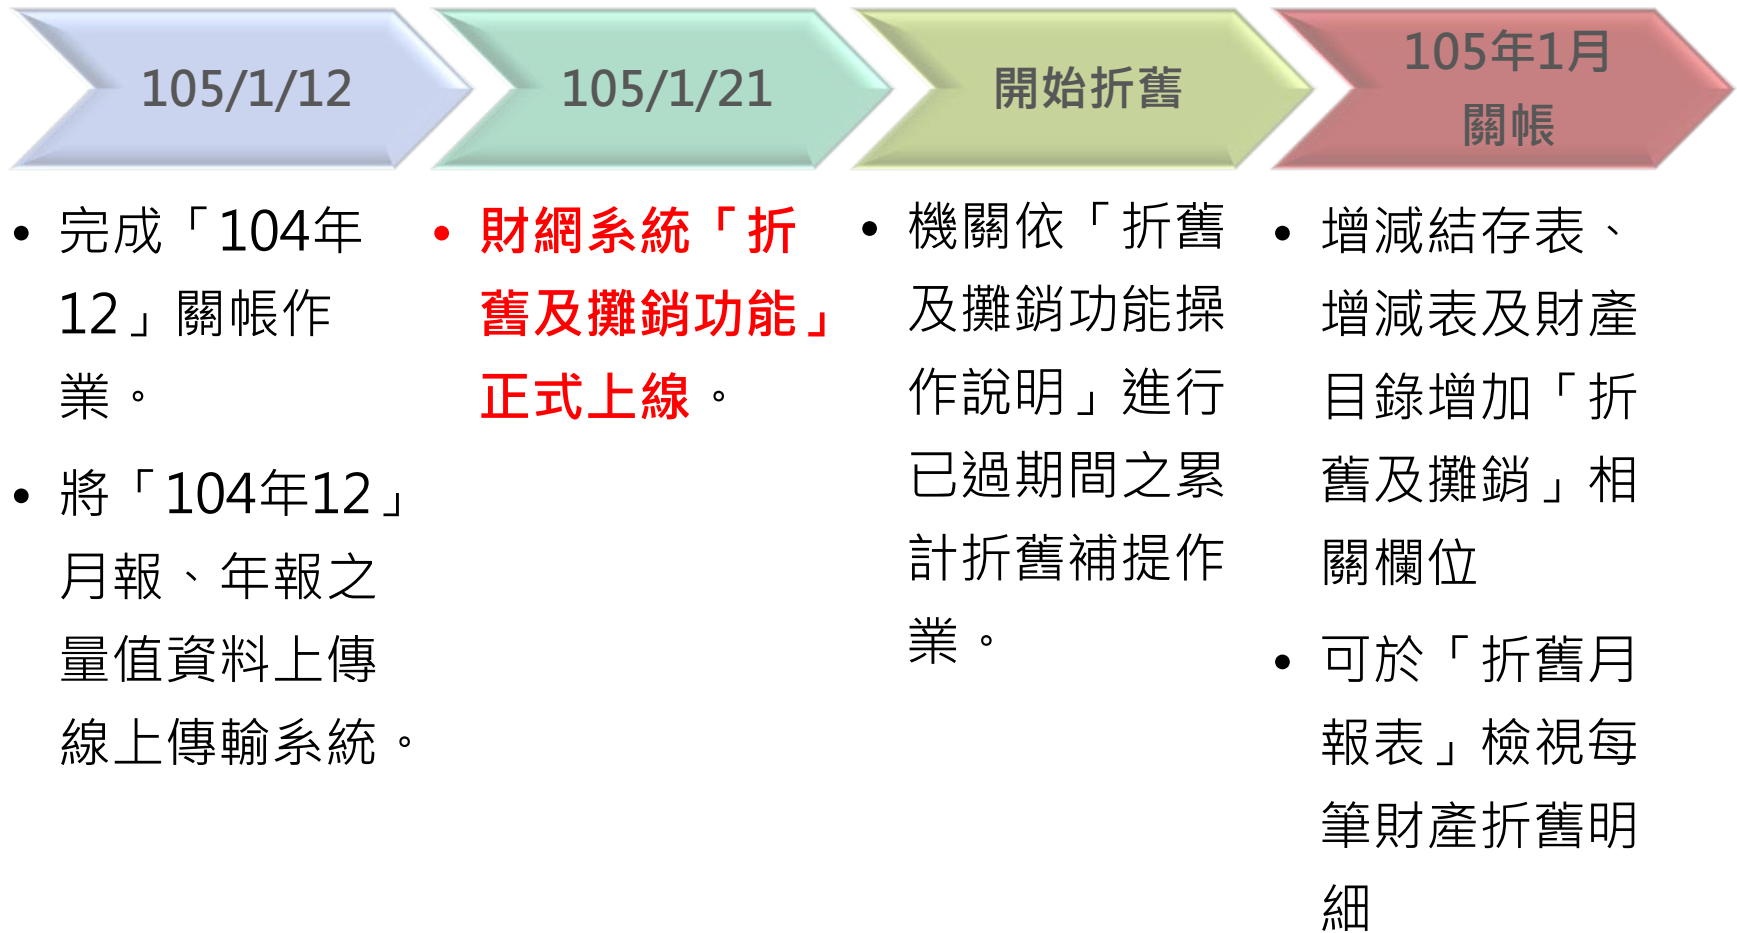 105/1/12
105/1/21
開始折舊
105年1月
關帳
• 完成「104年
12」關帳作
業。
• 將「104年12」
月報、年報之
量值資料上傳
線上傳輸系統。
• 財網系統「折
舊及攤銷功能」
正式上線。
• 機關依「折舊
及攤銷功能操
作說明」進行
已過期間之累
計折舊補提作
業。
• 增減結存表、
增減表及財產
目錄增加「折
舊及攤銷」相
關欄位
• 可於「折舊月
報表」檢視每
筆財產折舊明
細